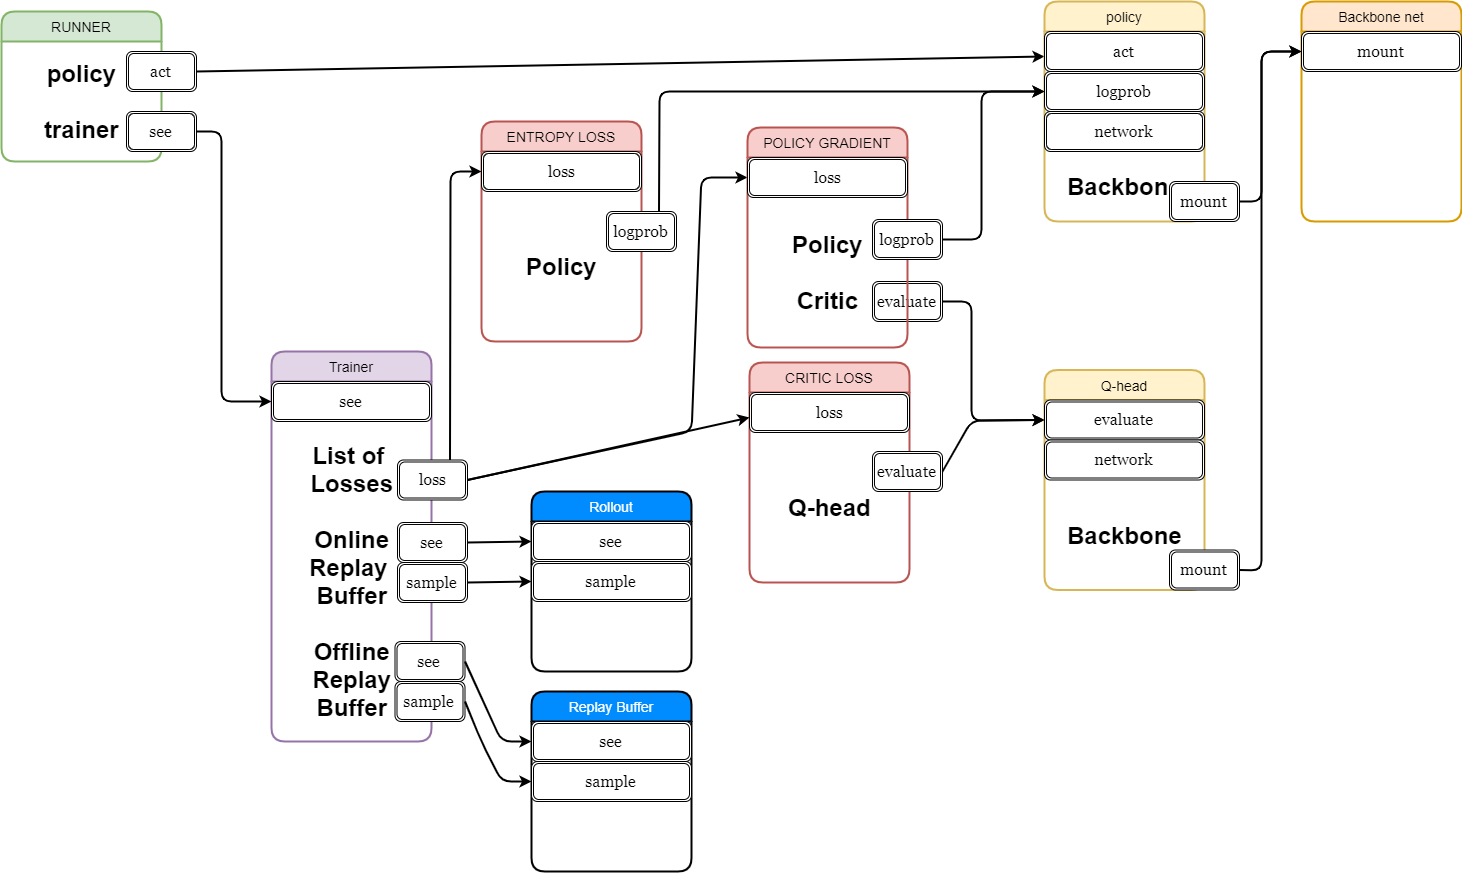 RUNNER
policy
act
trainer
see
policy
act
logprob
network
Backbon
mount
Backbone net
mount
ENTROPY LOSS
loss
logprob
Policy
POLICY GRADIENT
loss
Policy
logprob
Critic
evaluate
Trainer
see
List of
Losses
loss
Online
Replay
Buffer
see
sample
Offline
Replay
Buffer
see
sample
CRITIC LOSS
loss
evaluate
Q-head
Q-head
evaluate
network
Backbone
mount
Rollout
see
sample
Replay Buffer
see
sample